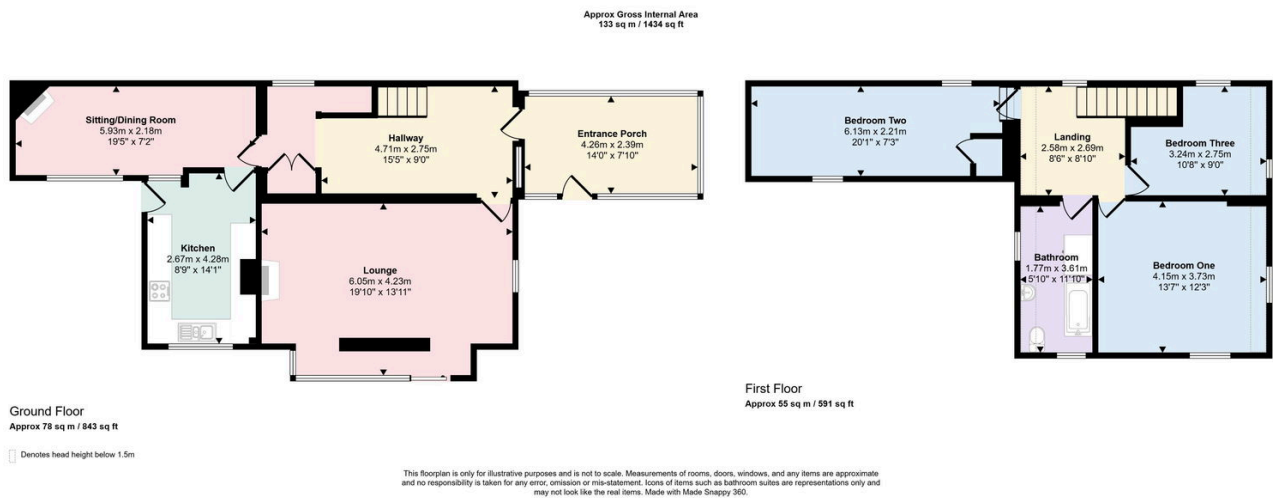 Approx Gross Internal Area
133 sq m / 1434 sq ft
Sitting/Dining Room
5.93m x 2.18m
19'5" x 7'2"
Hallway
4.71m x 2.75m
15'5" x 9'0"
Entrance Porch
4.26m x 2.39m
14'0" x 7'10"
Kitchen
2.67m x 4.28m
8'9" x 14'1"
Lounge
6.05m x 4.23m
19'10" x 13'11"
Ground Floor
Approx 78 sq m / 843 sq ft
Denotes head height below 1.5m
Bedroom Two
6.13m x 2.21m
20'1" x 7'3"
Landing
2.58m x 2.69m
8'6" x 8'10"
Bedroom Three
3.24m x 2.75m
10'8" x 9'0"
Bathroom
1.77m x 3.61m
5'10" x 11'10"
Bedroom One
4.15m x 3.73m
13'7" x 12'3"
First Floor
Approx 55 sq m / 591 sq ft
This floorplan is only for illustrative purposes and is not to scale. Measurements of rooms, doors, windows, and any items are approximate
and no responsibility is taken for any error, omission or mis-statement. Icons of items such as bathroom suites are representations only and
may not look like the real items. Made with Made Snappy 360.